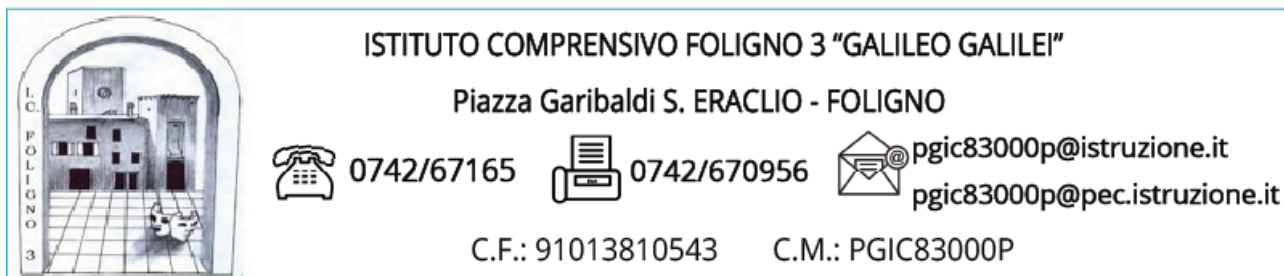 ISTITUTO COMPRENSIVO FOLIGNO 3 “GALILEO GALILEI”
Piazza Garibaldi S. ERACLIO - FOLIGNO
0742/67165 0742/670956 @ pgic83000p@istruzione.it
pgic83000p@pec.istruzione.it
C.F.: 91013810543 C.M.: PGIC83000P
I.C. FOLIGNO 3